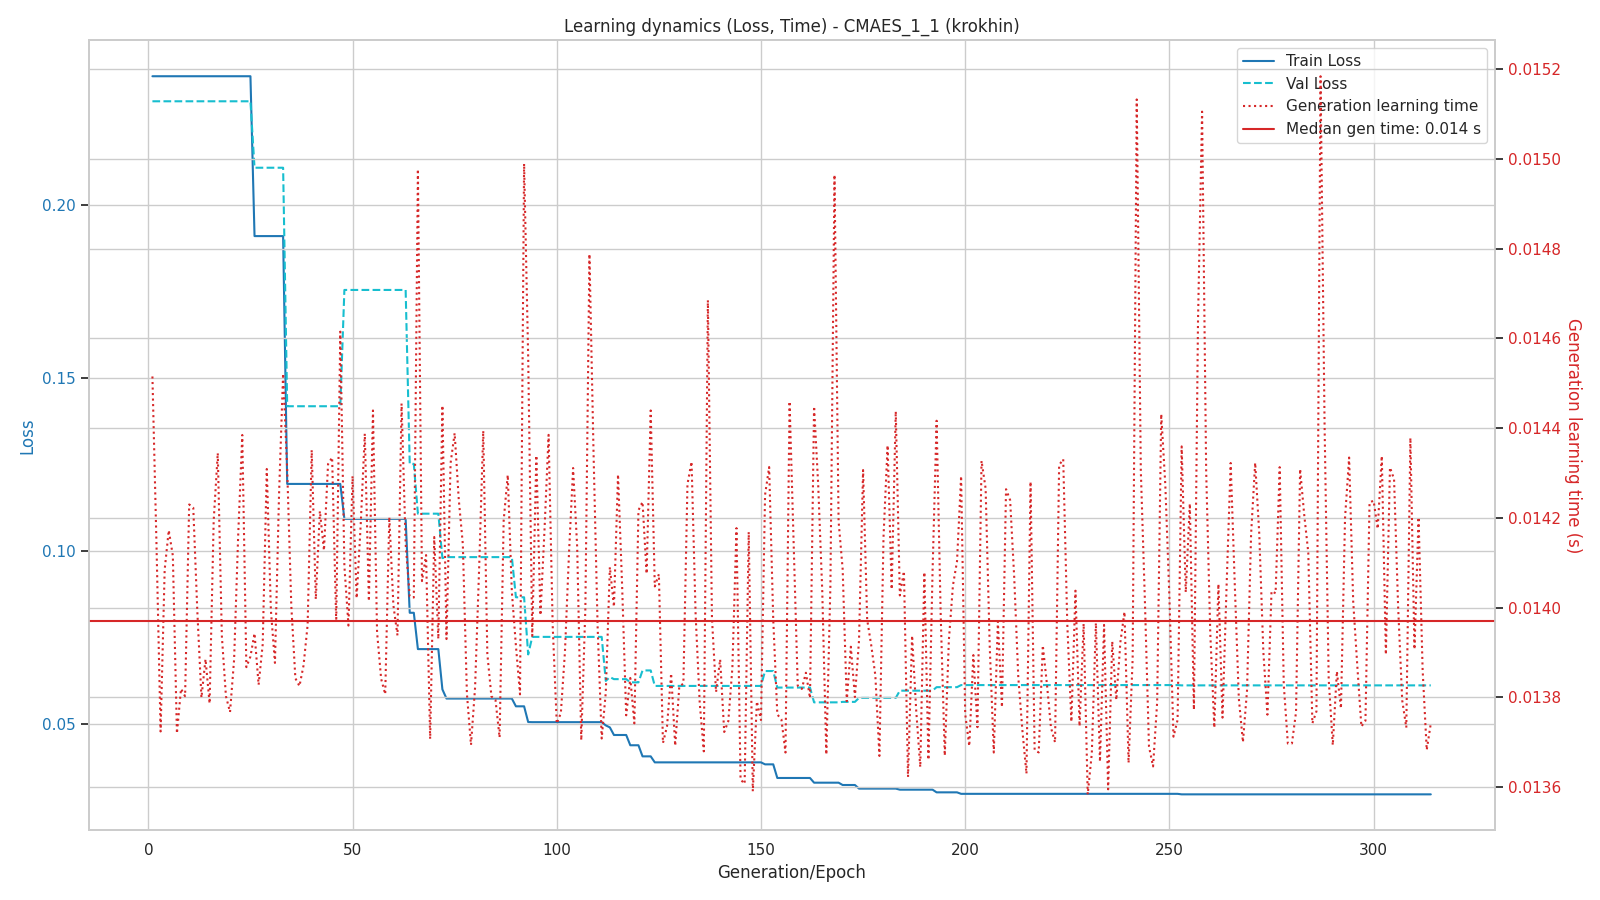 Learning dynamics (Loss, Time) - CMAES_1_1 (krokhin)
Train Loss
Val Loss
Generation learning time
Median gen time: 0.014 s
Loss
0.20
0.15
0.10
0.05
0.0152
0.0150
0.0148
0.0146
0.0144
0.0142
0.0140
0.0138
0.0136
Generation learning time (s)
0 50 100 150 200 250 300
Generation/Epoch